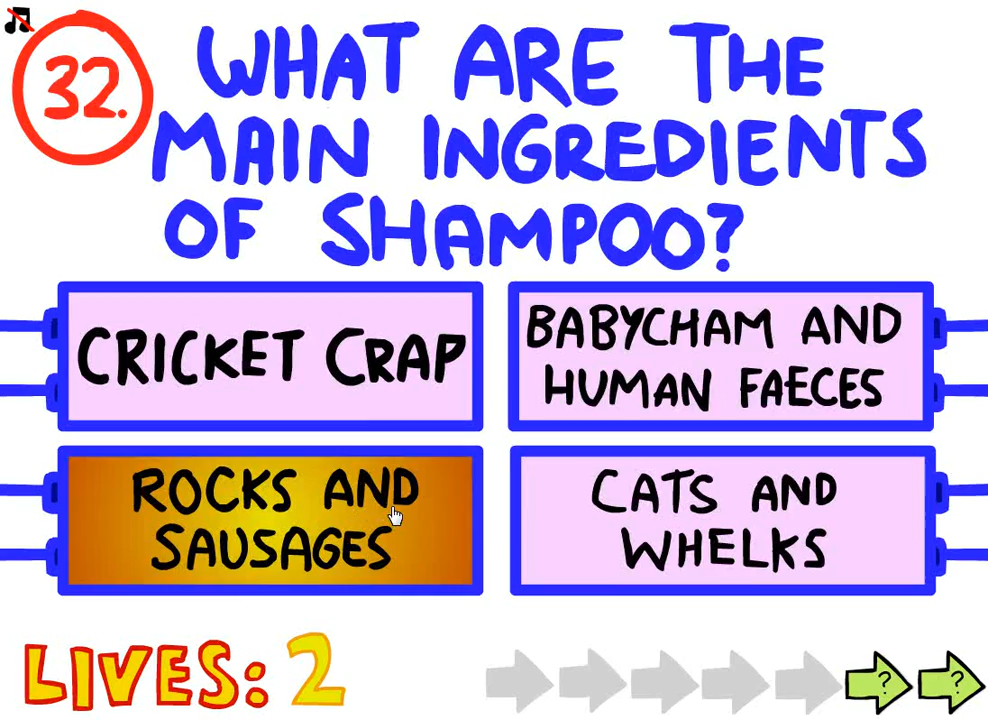 32.
WHAT ARE THE
MAIN INGREDIENTS
OF SHAMPOO?
CRICKET CRAP
BABYCHAM AND
HUMAN FAECES
ROCKS AND
SAUSAGES
CATS AND
WHELKS
LIVES: 2
? ?